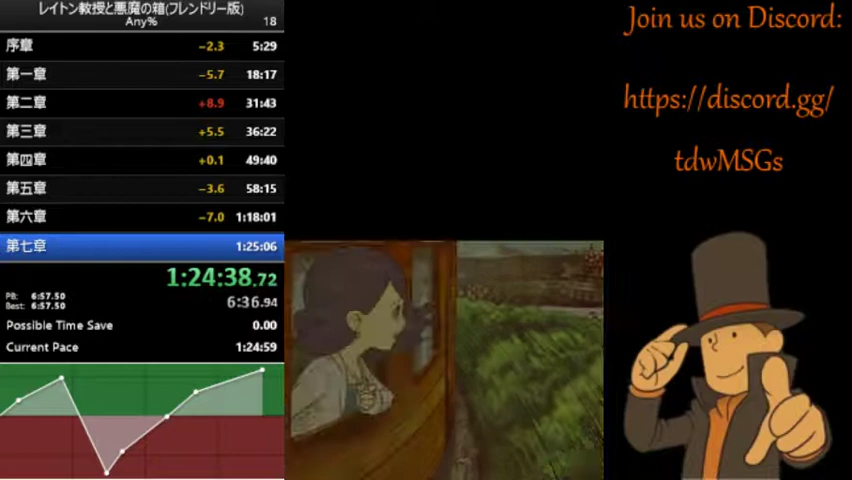 レイトン教授と悪魔の箱(フレンドリー版)
Any% 18
序章 −2.3 5:29
第一章 −5.7 18:17
第二章 +8.9 31:43
第三章 +5.5 36:22
第四章 +0.1 49:40
第五章 −3.6 58:15
第六章 −7.0 1:18:01
第七章 1:25:06
1:24:38.72
PB: 6:57.50
Best: 6:57.50
6:36.94
Possible Time Save 0.00
Current Pace 1:24:59
Join us on Discord:
https://discord.gg/
tdwMSGs